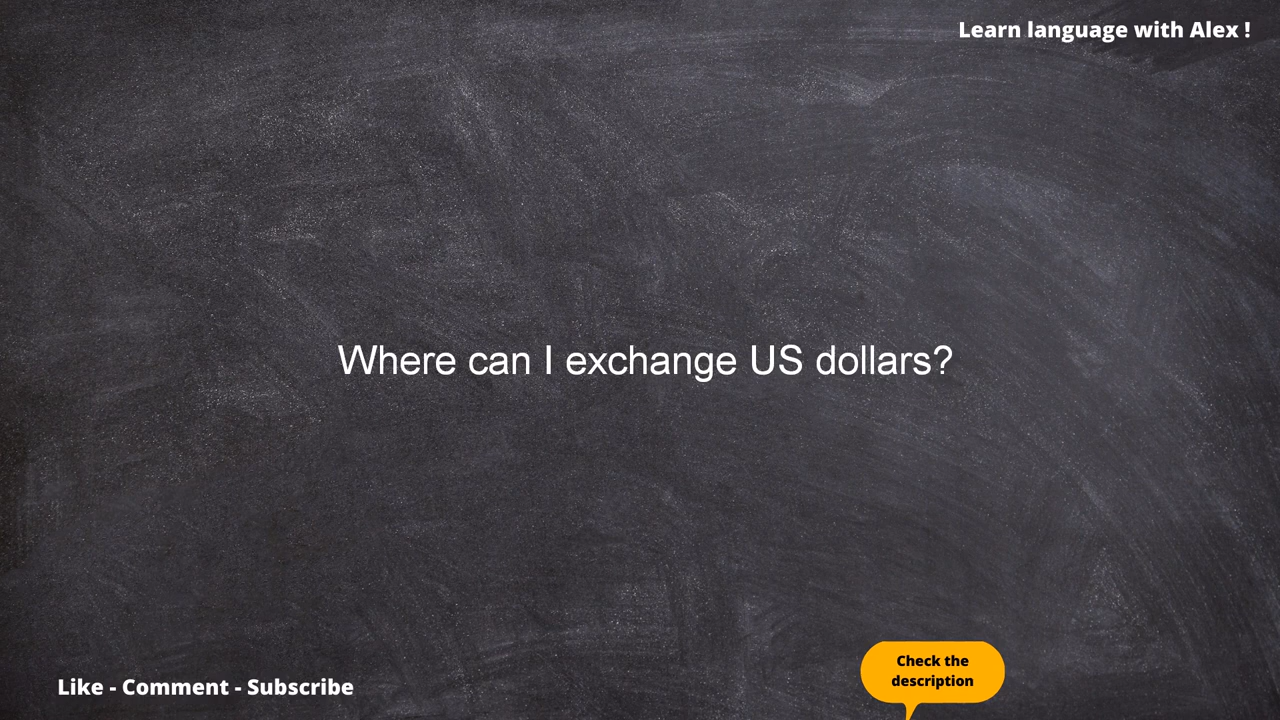 Learn language with Alex !
Where can I exchange US dollars?
Check the
description
Like - Comment - Subscribe